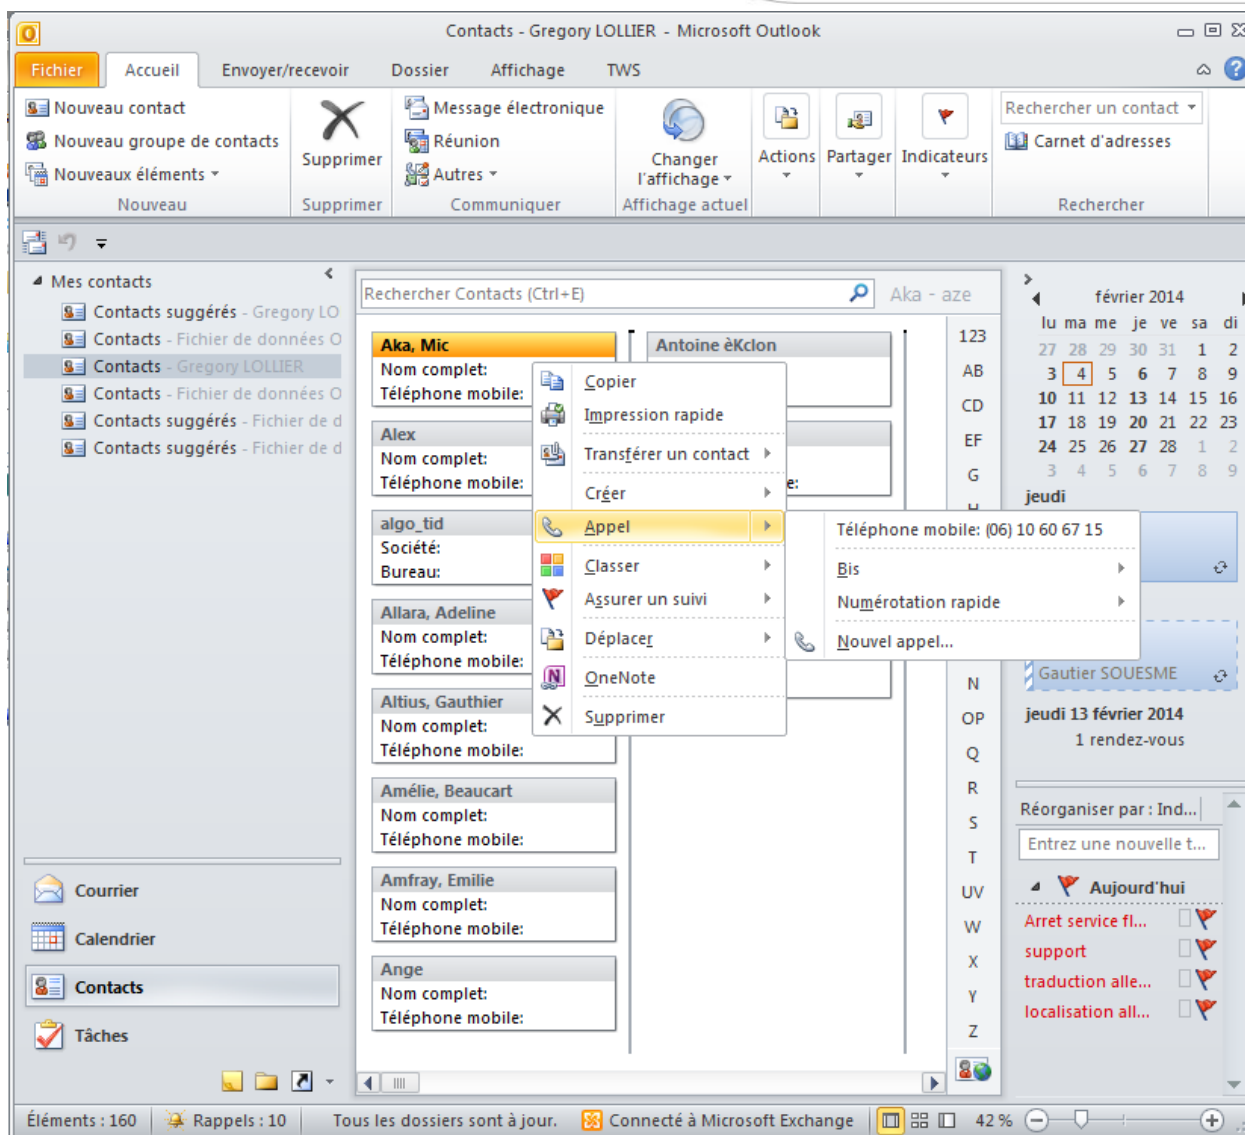 Contacts - Gregory LOLLIER - Microsoft Outlook
Fichier Accueil Envoyer/recevoir Dossier Affichage TWS
Nouveau contact
Nouveau groupe de contacts
Nouveaux éléments
Nouveau
Supprimer
Supprimer
Message électronique
Réunion
Autres
Communiquer
Changer
l'affichage
Affichage actuel
Actions
Partager
Indicateurs
Rechercher un contact
Carnet d'adresses
Rechercher
Mes contacts
Contacts suggérés - Gregory LO
Contacts - Fichier de données O
Contacts - Gregory LOLLIER
Contacts - Fichier de données O
Contacts suggérés - Fichier de d
Contacts suggérés - Fichier de d
Courrier
Calendrier
Contacts
Tâches
Rechercher Contacts (Ctrl+E)
Aka - aze
Aka, Mic
Nom complet:
Téléphone mobile:
Alex
Nom complet:
Téléphone mobile:
algo_tid
Société:
Bureau:
Allara, Adeline
Nom complet:
Téléphone mobile:
Altius, Gauthier
Nom complet:
Téléphone mobile:
Amélie, Beaucart
Nom complet:
Téléphone mobile:
Amfray, Emilie
Nom complet:
Téléphone mobile:
Ange
Nom complet:
Téléphone mobile:
Antoine èKclon
e:
Copier
Impression rapide
Transférer un contact
Créer
Appel
Classer
Assurer un suivi
Déplacer
OneNote
Supprimer
Téléphone mobile: (06) 10 60 67 15
Bis
Numérotation rapide
Nouvel appel...
123
AB
CD
EF
G
H
N
OP
Q
R
S
T
UV
W
X
Y
Z
février 2014
lu ma me je ve sa di
27 28 29 30 31 1 2
3 4 5 6 7 8 9
10 11 12 13 14 15 16
17 18 19 20 21 22 23
24 25 26 27 28 1 2
3 4 5 6 7 8 9
jeudi
Gautier SOUESME
jeudi 13 février 2014
1 rendez-vous
Réorganiser par : Ind...
Entrez une nouvelle t...
Aujourd'hui
Arret service fl...
support
traduction alle...
localisation all...
Éléments : 160 Rappels : 10 Tous les dossiers sont à jour. Connecté à Microsoft Exchange 42 %